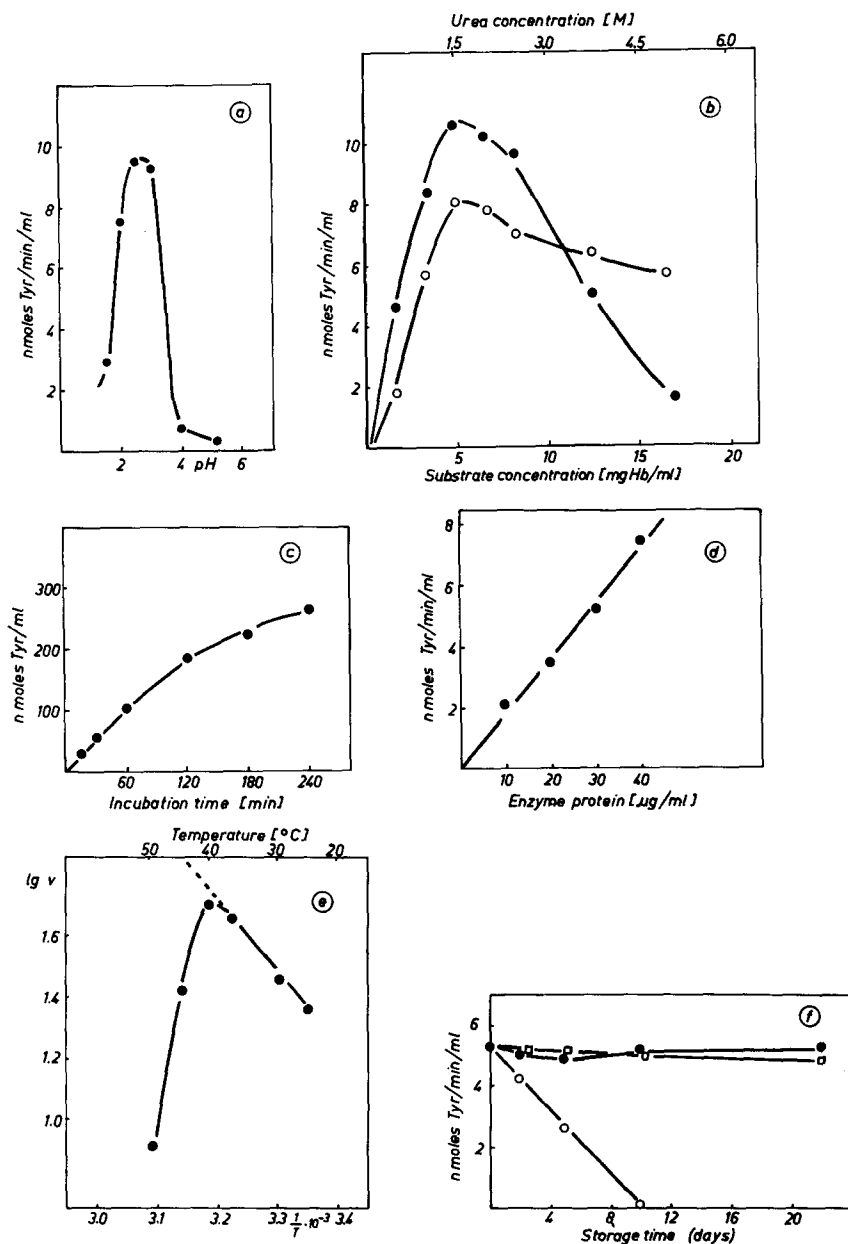 Urea concentration [M]
0 1.5 3.0 4.5 6.0
a
n moles Tyr/min/ml
10
8
6
4
2
2 4 6
pH
b
n moles Tyr/min/ml
10
8
6
4
2
0 5 10 15 20
Substrate concentration [mgHb/ml]
c
n moles Tyr/ml
300
200
100
60 120 180 240
Incubation time [min]
d
n moles Tyr/min/ml
8
6
4
2
10 20 30 40
Enzyme protein [µg/ml]
Temperature [°C]
50 40 30 20
e
lg v
1.6
1.4
1.2
1.0
3.0 3.1 3.2 3.3 1/T · 10⁻³ 3.4
f
n moles Tyr/min/ml
6
4
2
4 8 12 16 20
Storage time (days)